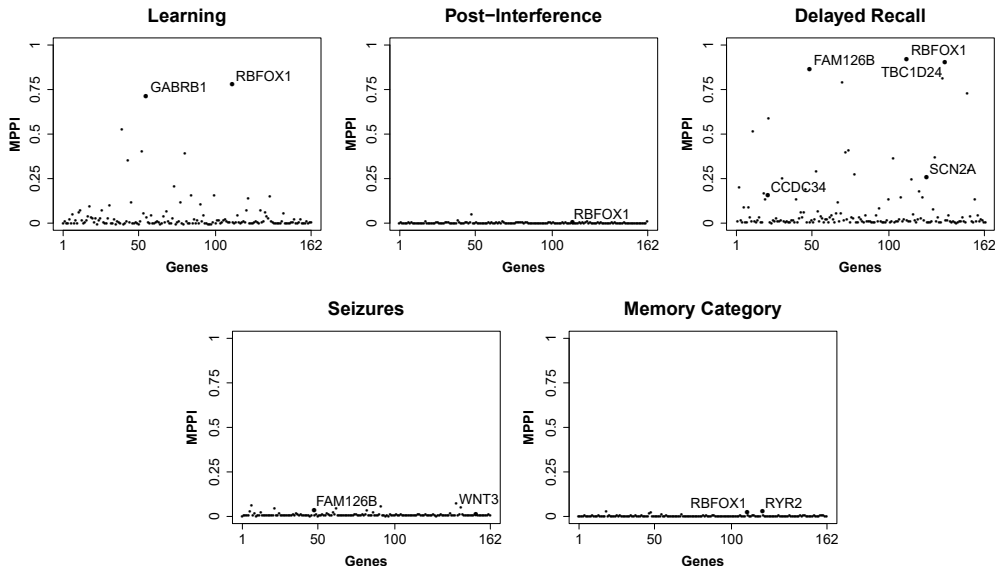 Learning
MPPI
1
0.75
0.5
0.25
0
GABRB1
RBFOX1
1
50
100
162
Genes
Post−Interference
MPPI
1
0.75
0.5
0.25
0
RBFOX1
1
50
100
162
Genes
Delayed Recall
MPPI
1
0.75
0.5
0.25
0
RBFOX1
FAM126B
TBC1D24
SCN2A
CCDC34
1
50
100
162
Genes
Seizures
MPPI
1
0.75
0.5
0.25
0
FAM126B
WNT3
1
50
100
162
Genes
Memory Category
MPPI
1
0.75
0.5
0.25
0
RBFOX1
RYR2
1
50
100
162
Genes